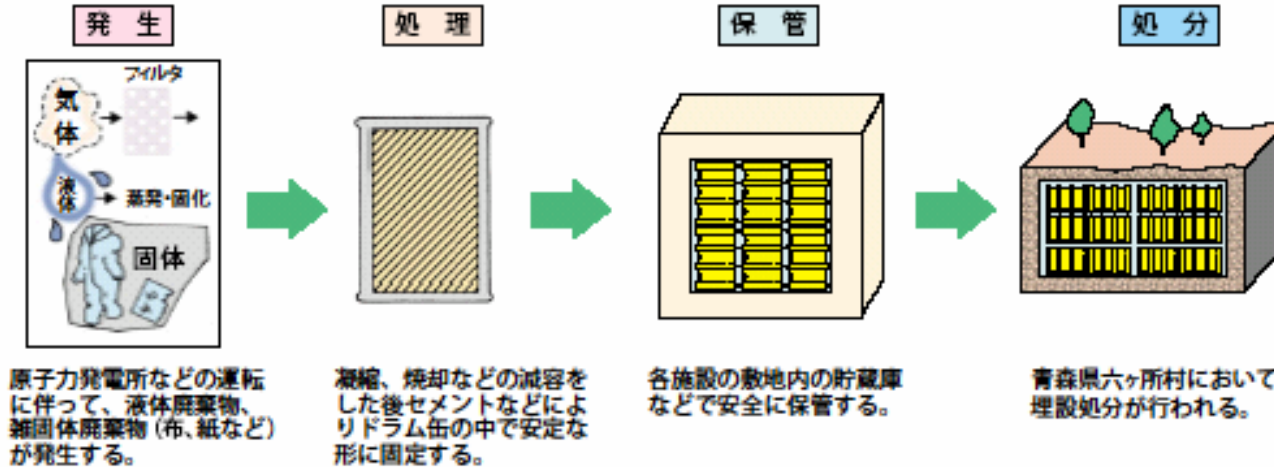 発 生
フィルタ
気
体
液
体
蒸発・固化
固体
原子力発電所などの運転
に伴って、液体廃棄物、
雑固体廃棄物(布、紙など)
が発生する。
処 理
凝縮、焼却などの減容を
した後セメントなどによ
りドラム缶の中で安定な
形に固定する。
保 管
各施設の敷地内の貯蔵庫
などで安全に保管する。
処 分
青森県六ヶ所村において
埋設処分が行われる。